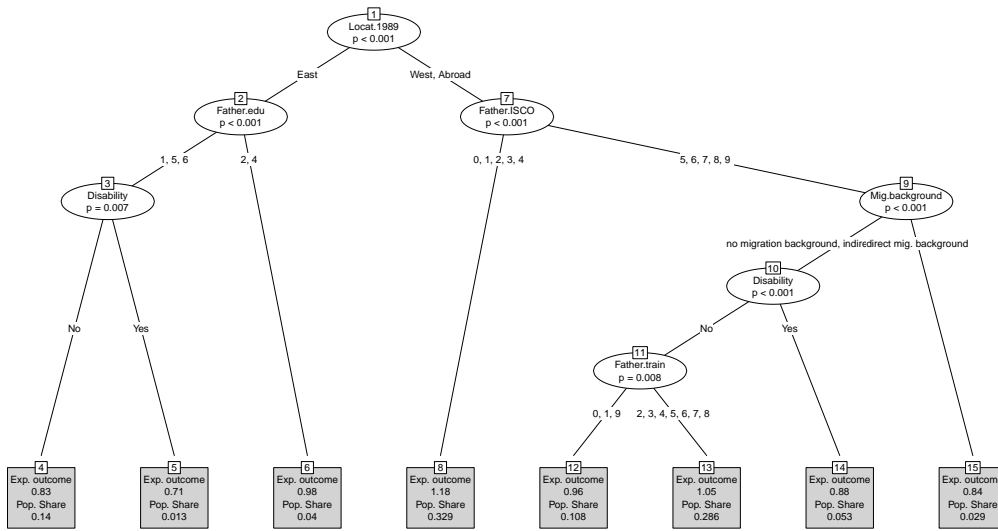 1
Locat.1989
p < 0.001
East
West, Abroad
2
Father.edu
p < 0.001
7
Father.ISCO
p < 0.001
1, 5, 6
2, 4
0, 1, 2, 3, 4
5, 6, 7, 8, 9
3
Disability
p = 0.007
9
Mig.background
p < 0.001
no migration background, indirect
direct mig. background
10
Disability
p < 0.001
No
Yes
No
Yes
11
Father.train
p = 0.008
0, 1, 9
2, 3, 4, 5, 6, 7, 8
4
Exp. outcome
0.83
Pop. Share
0.14
5
Exp. outcome
0.71
Pop. Share
0.013
6
Exp. outcome
0.98
Pop. Share
0.04
8
Exp. outcome
1.18
Pop. Share
0.329
12
Exp. outcome
0.96
Pop. Share
0.108
13
Exp. outcome
1.05
Pop. Share
0.286
14
Exp. outcome
0.88
Pop. Share
0.053
15
Exp. outcome
0.84
Pop. Share
0.029